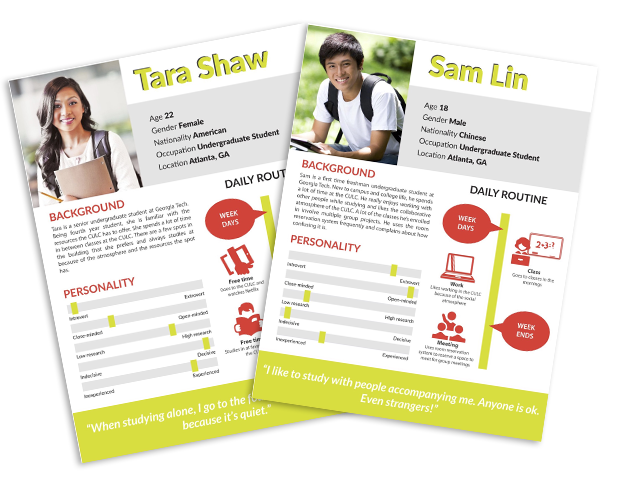 Tara Shaw
Age 22
Gender Female
Nationality American
Occupation Undergraduate Student
Location Atlanta, GA
BACKGROUND
Tara is a senior undergraduate student at Georgia Tech.
Being fourth year student, she is familiar with the
resources the CULC has to offer. She spends a lot of time
in between classes at the CULC. There are a few spots in
the building that she prefers and always studies at
because of the atmosphere and the resources the spot
has.
DAILY ROUTIN
WEEK
DAYS
Free time
Goes to the CULC and
watches Netflix
Free tim
Studies in at
the CU
PERSONALITY
Introvert Extrovert
Close-minded Open-minded
Low research High research
Indecisive Decisive
Inexperienced Experienced
"When studying alone, I go to the
because it's quiet."
Sam Lin
Age 18
Gender Male
Nationality Chinese
Occupation Undergraduate Student
Location Atlanta, GA
BACKGROUND
Sam is a first time freshman undergraduate student at
Georgia Tech. New to campus and college life, he spends
a lot of time at the CULC. He really enjoys working with
other people while studying and likes the collaborative
atmosphere of the CULC. A lot of the classes he's enrolled
in involve multiple group projects. He uses the room
reservation system frequently and complains about how
confusing it is.
PERSONALITY
Introvert Extrovert
Close-minded Open-minded
Low research High research
Indecisive Decisive
Inexperienced Experienced
DAILY ROUTINE
WEEK
DAYS
2+3=?
Class
Goes to classes in the
mornings
Work
Uses working in the CULC
because of the social
atmosphere
WEEK
ENDS
Meeting
Uses room reservation
system to reserve a space to
meet for group meetings
"I like to study with people accompanying me. Anyone is ok.
Even strangers!"